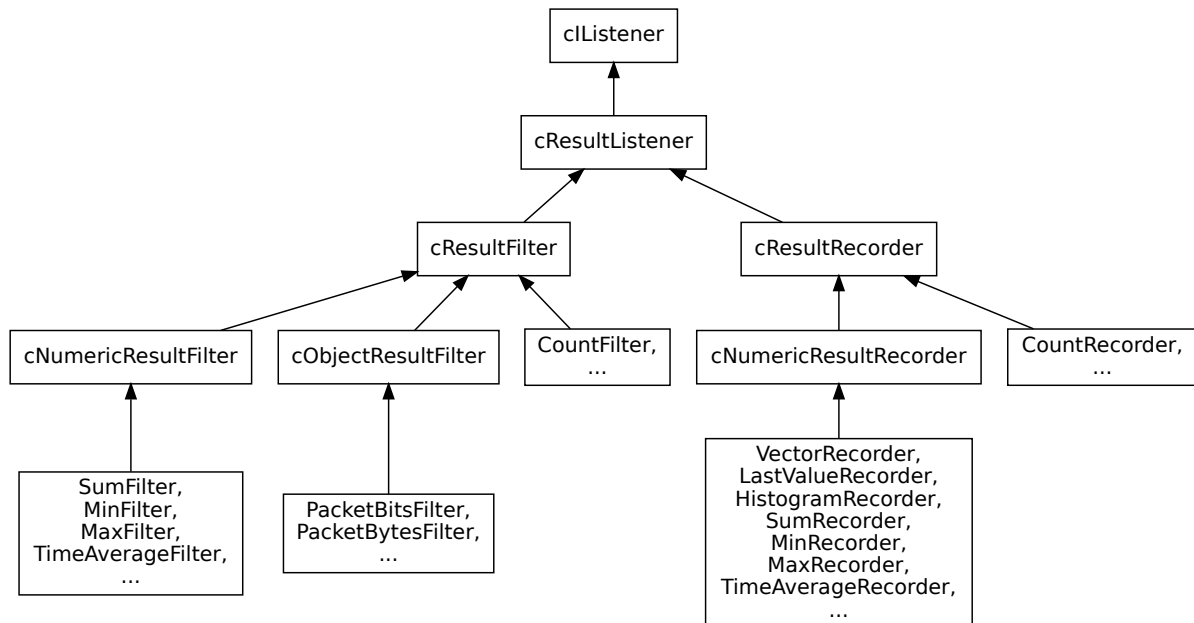 cIListener
cResultListener
cResultFilter
cResultRecorder
cNumericResultFilter
cObjectResultFilter
CountFilter,
...
cNumericResultRecorder
CountRecorder,
...
SumFilter,
MinFilter,
MaxFilter,
TimeAverageFilter,
...
PacketBitsFilter,
PacketBytesFilter,
...
VectorRecorder,
LastValueRecorder,
HistogramRecorder,
SumRecorder,
MinRecorder,
MaxRecorder,
TimeAverageRecorder,
...